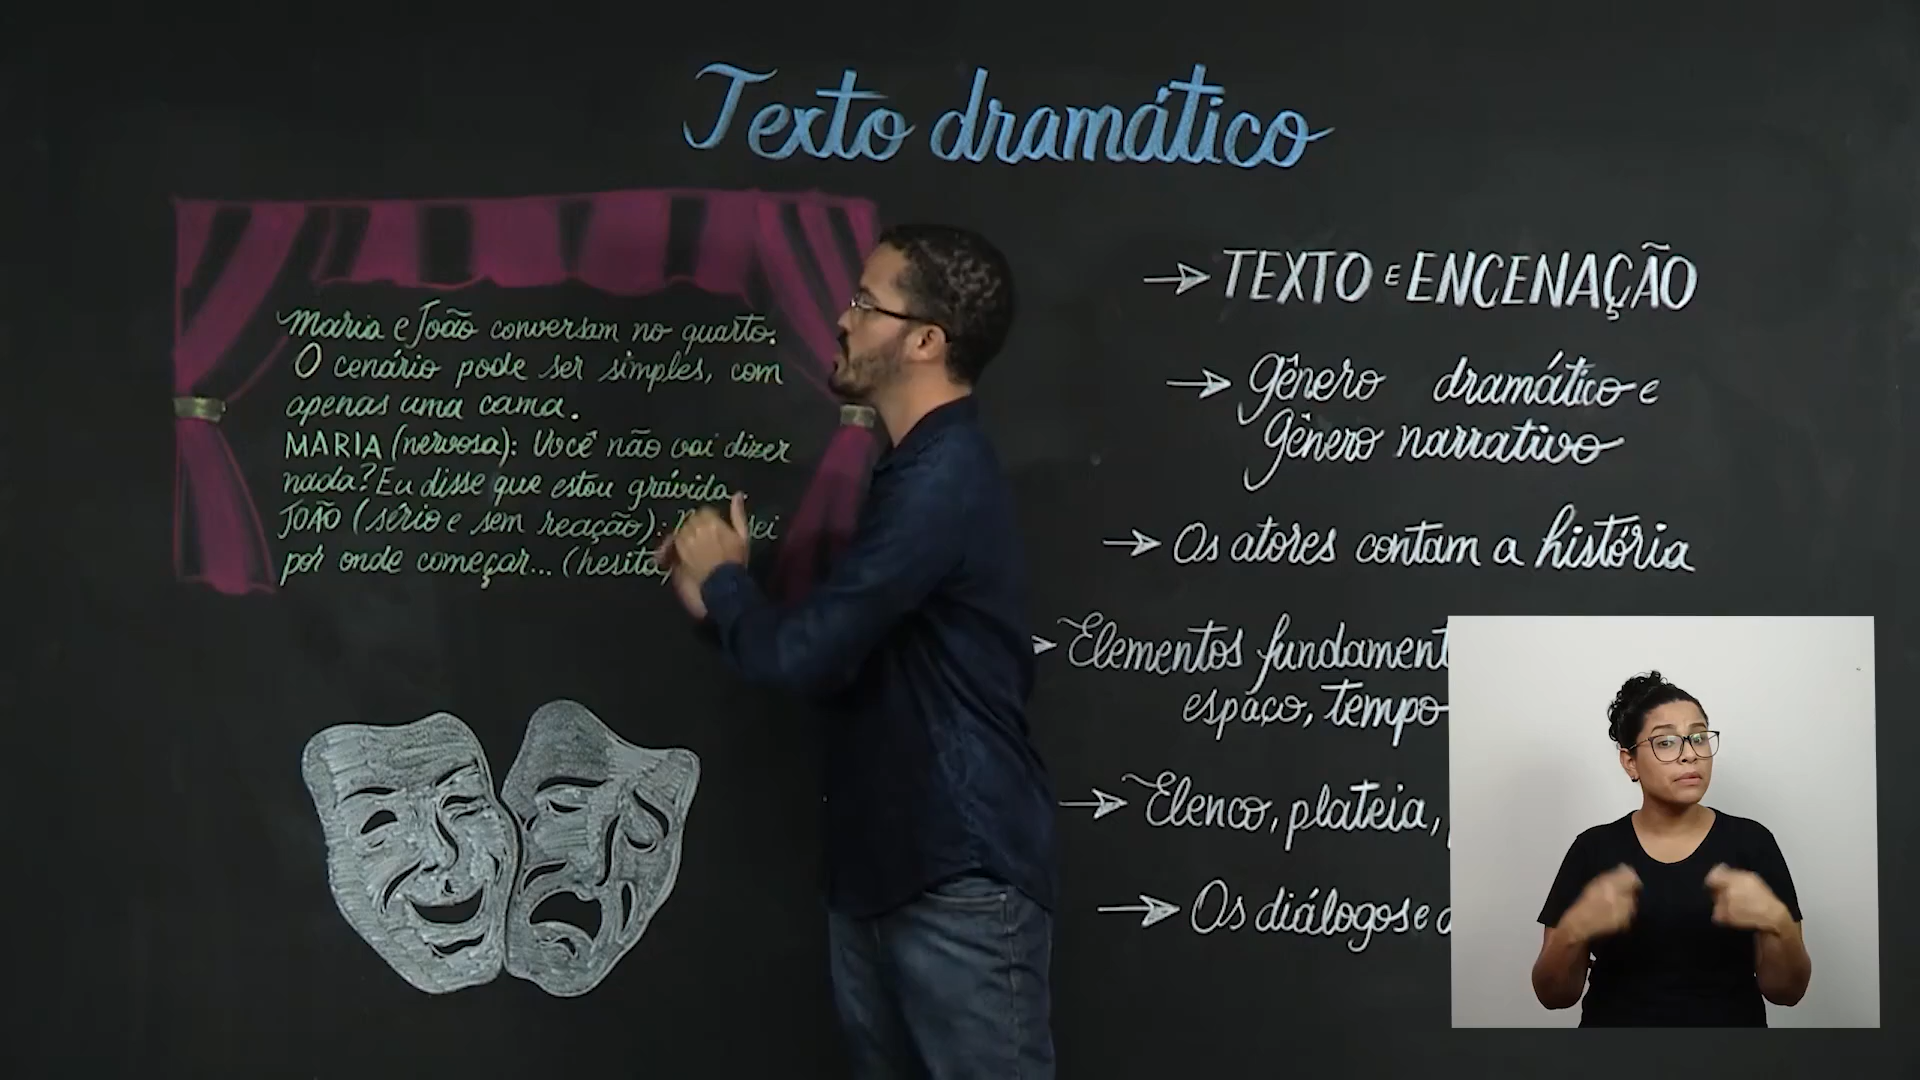 Texto dramático
Maria e João conversam no quarto.
O cenário pode ser simples, com
apenas uma cama.
MARIA (nervosa): Você não vai dizer
nada? Eu disse que estou grávida.
JOÃO (sério e sem reação): sei
por onde começar... (hesita)
→ TEXTO E ENCENAÇÃO
→ Gênero dramático e
Gênero narrativo
→ Os atores contam a história
→ Elementos
espaço, tempo
→ Elenco, plateia,
→ Os diálogos e